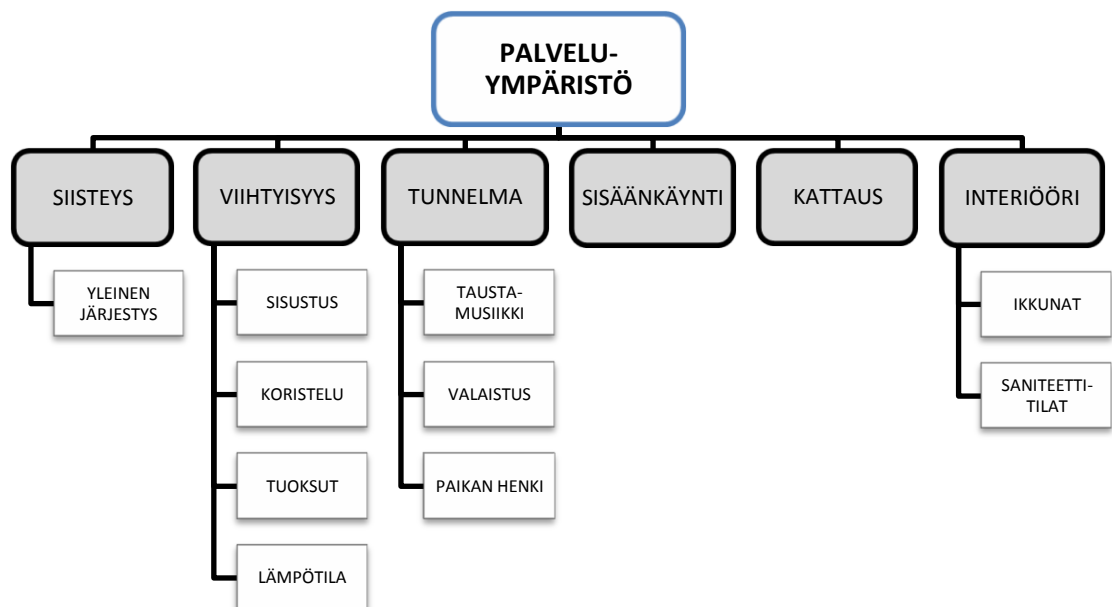 PALVELU-
YMPÄRISTÖ
SIISTEYS
VIIHTYISYYS
TUNNELMA
SISÄÄNKÄYNTI
KATTAUS
INTERIÖÖRI
YLEINEN
JÄRJESTYS
SISUSTUS
KORISTELU
TUOKSUT
LÄMPÖTILA
TAUSTA-
MUSIIKKI
VALAISTUS
PAIKAN HENKI
IKKUNAT
SANITEETTI-
TILAT